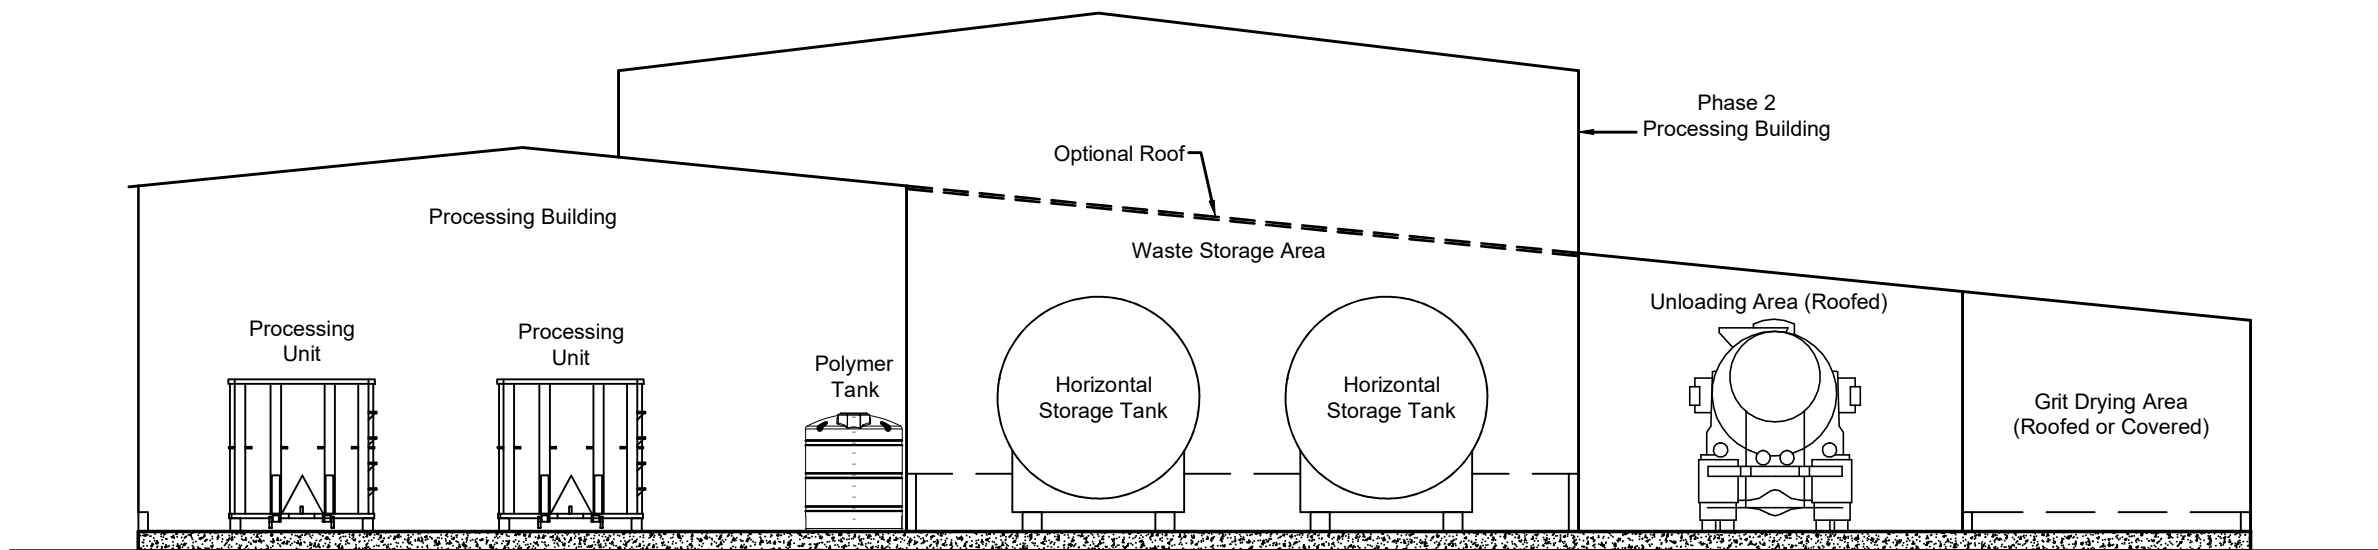 Phase 2
Processing Building
Optional Roof
Processing Building
Waste Storage Area
Unloading Area (Roofed)
Processing
Unit
Processing
Unit
Polymer
Tank
Horizontal
Storage Tank
Horizontal
Storage Tank
Grit Drying Area
(Roofed or Covered)